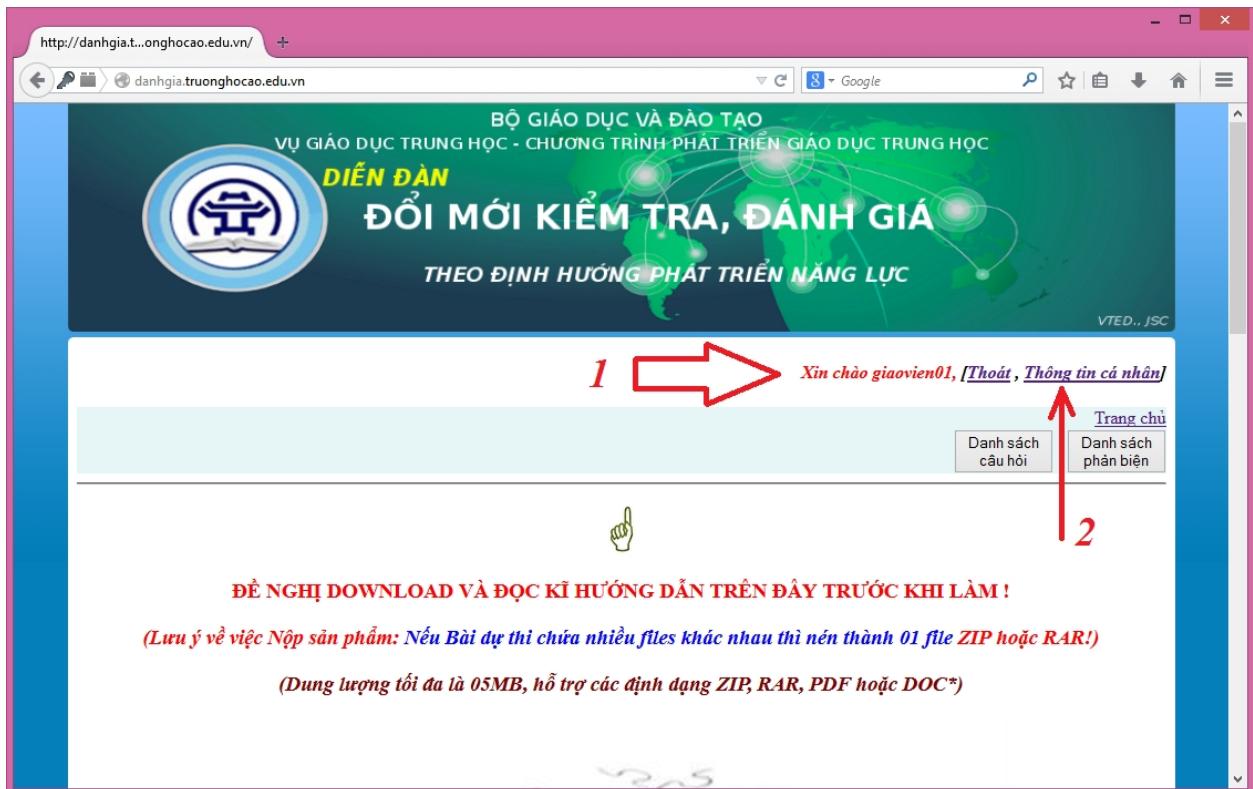 http://danhgia.t...onghocao.edu.vn/
danhgia.truonghocao.edu.vn
Google
BỘ GIÁO DỤC VÀ ĐÀO TẠO
VỤ GIÁO DỤC TRUNG HỌC - CHƯƠNG TRÌNH PHÁT TRIỂN GIÁO DỤC TRUNG HỌC
DIỄN ĐÀN
ĐỔI MỚI KIỂM TRA, ĐÁNH GIÁ
THEO ĐỊNH HƯỚNG PHÁT TRIỂN NĂNG LỰC
VTED., JSC
1
Xin chào giaovien01, [Thoát , Thông tin cá nhân]
Trang chủ
Danh sách câu hỏi
Danh sách phản biện
2
ĐỀ NGHỊ DOWNLOAD VÀ ĐỌC KĨ HƯỚNG DẪN TRÊN ĐÂY TRƯỚC KHI LÀM !
(Lưu ý về việc Nộp sản phẩm: Nếu Bài dự thi chứa nhiều files khác nhau thì nén thành 01 file ZIP hoặc RAR!)
(Dung lượng tối đa là 05MB, hỗ trợ các định dạng ZIP, RAR, PDF hoặc DOC*)